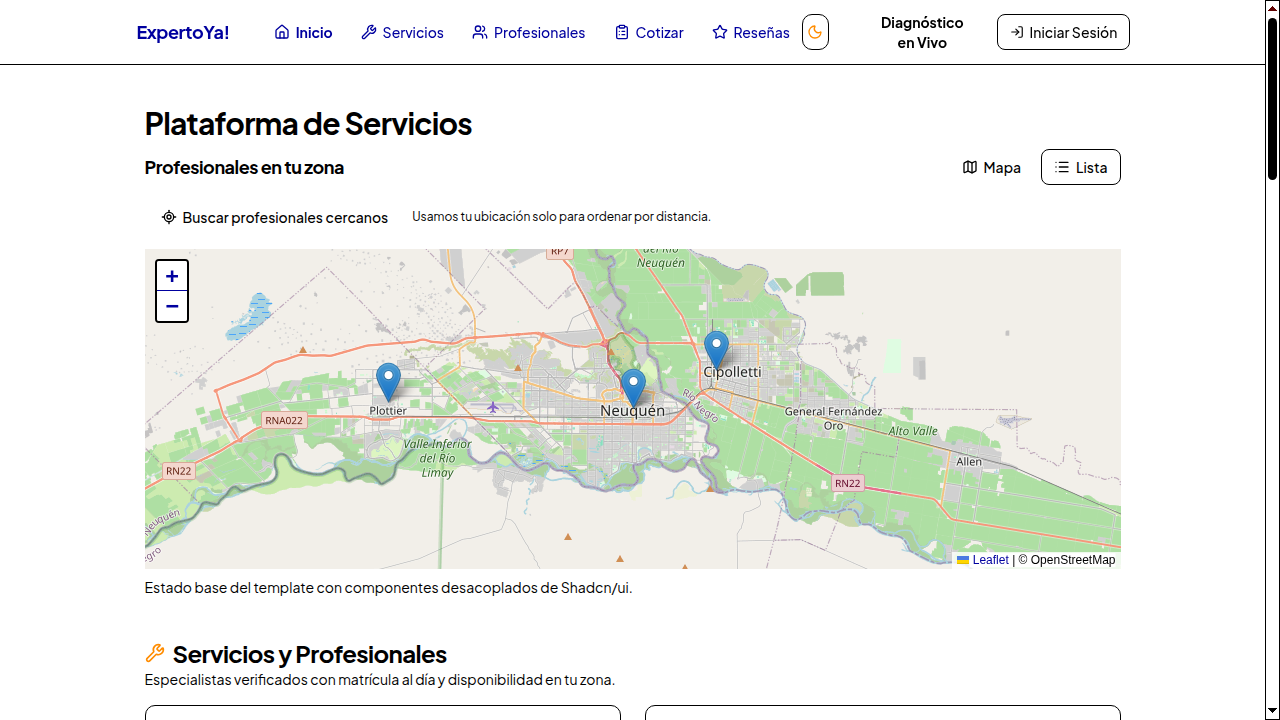 ExpertoYa!
Inicio
Servicios
Profesionales
Cotizar
Reseñas
Diagnóstico
en Vivo
Iniciar Sesión
Plataforma de Servicios
Profesionales en tu zona
Mapa
Lista
Buscar profesionales cercanos
Usamos tu ubicación solo para ordenar por distancia.
+
−
RP7
del Río
Neuquén
Cipolletti
Plottier
Neuquén
Río Negro
RNA022
General Fernández
Oro
Alto Valle
Valle Inferior
del Río
Limay
Allen
RN22
RN22
Neuquén
egro
Leaflet | © OpenStreetMap
Estado base del template con componentes desacoplados de Shadcn/ui.
Servicios y Profesionales
Especialistas verificados con matrícula al día y disponibilidad en tu zona.